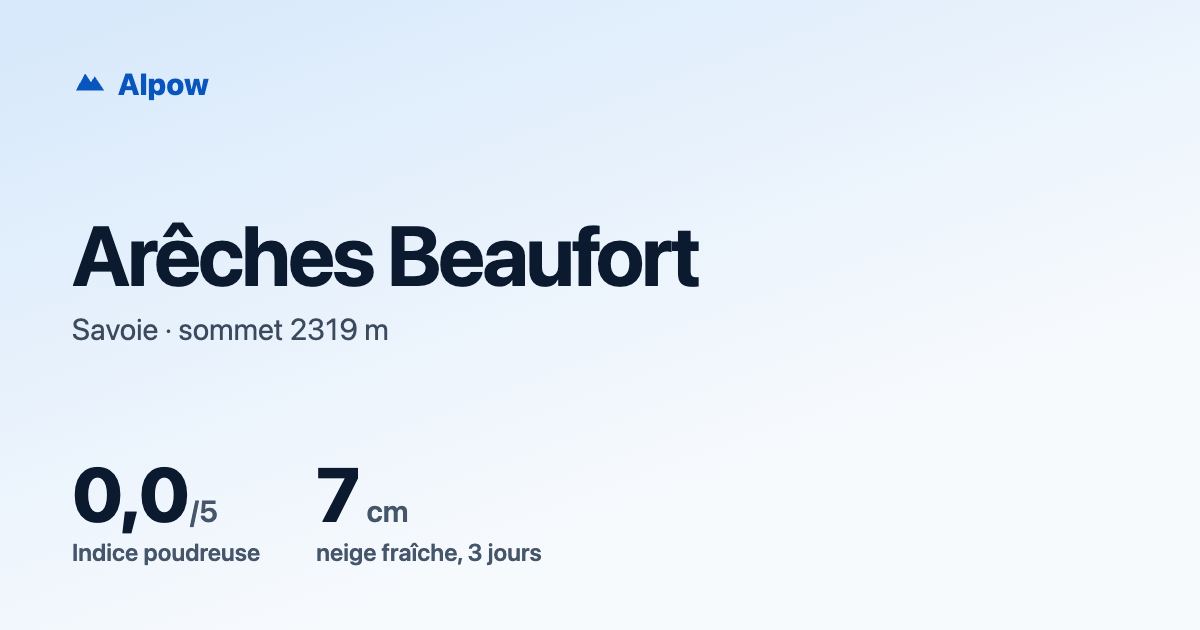 Alpow
Arêches Beaufort
Savoie · sommet 2319 m
0,0/5
Indice poudreuse
7 cm
neige fraîche, 3 jours